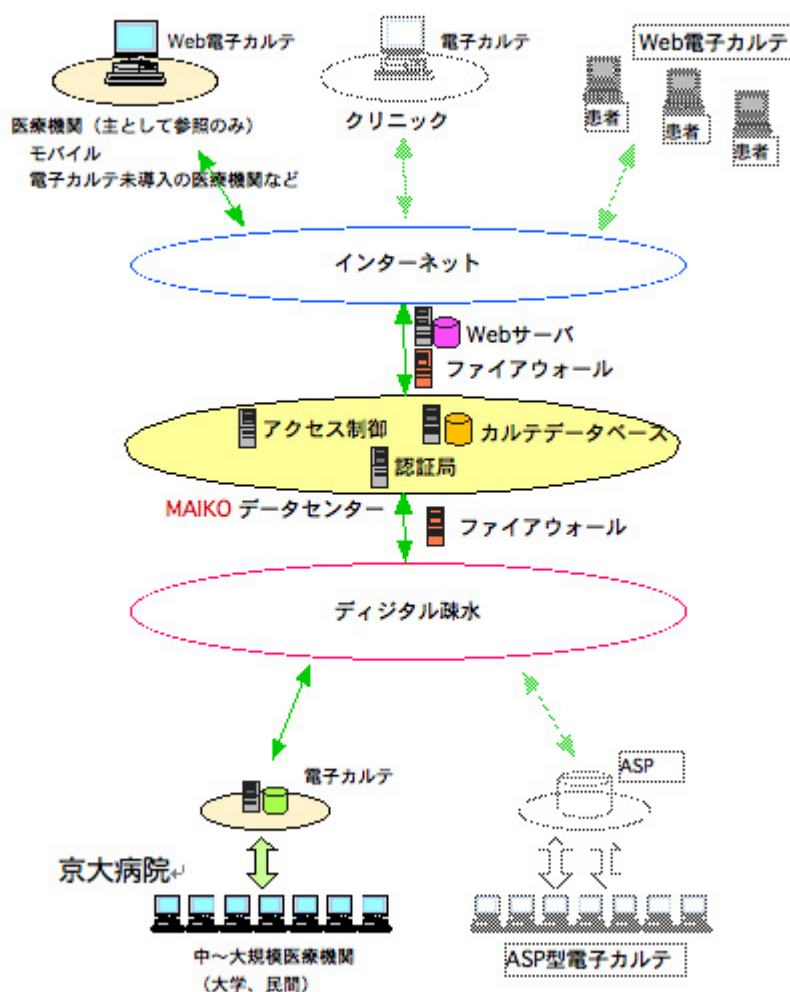 Web電子カルテ
電子カルテ
Web電子カルテ
患者
患者
患者
医療機関（主として参照のみ）
モバイル
電子カルテ未導入の医療機関など
クリニック
インターネット
Webサーバ
ファイアウォール
アクセス制御
カルテデータベース
認証局
MAIKO データセンター
ファイアウォール
ディジタル疎水
電子カルテ
ASP
京大病院↵
中～大規模医療機関
（大学、民間）
ASP型電子カルテ